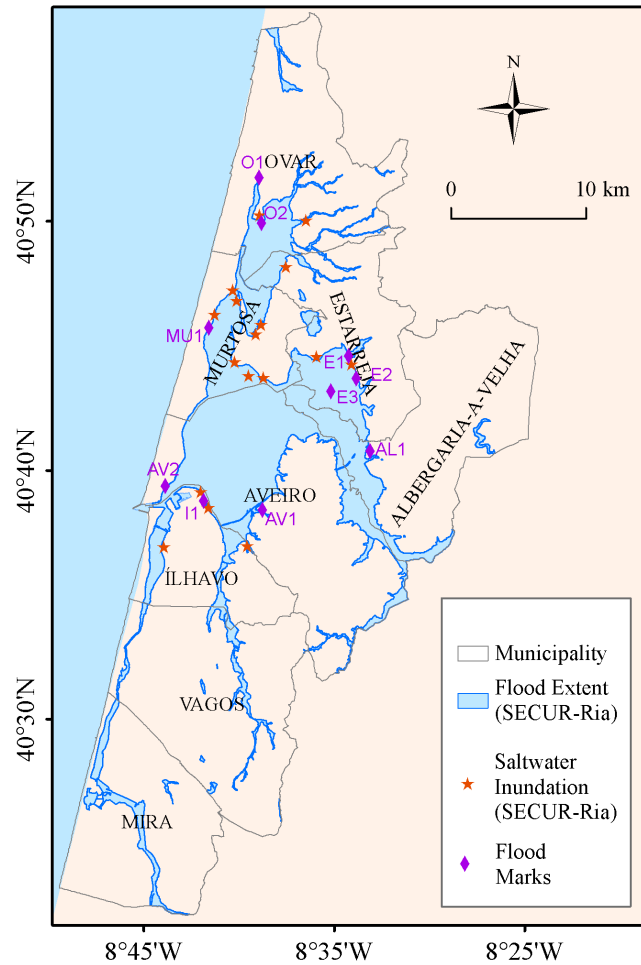 N
O1
OVAR
0
10 km
O2
40°50'N
MU1
MURTOSA
ESTARREJA
E1
E2
E3
ALBERGARIA-A-VELHA
AL1
40°40'N
AV2
I1
AVEIRO
AV1
ÍLHAVO
VAGOS
40°30'N
MIRA
Municipality
Flood Extent
(SECUR-Ria)
Saltwater
Inundation
(SECUR-Ria)
Flood
Marks
8°45'W
8°35'W
8°25'W